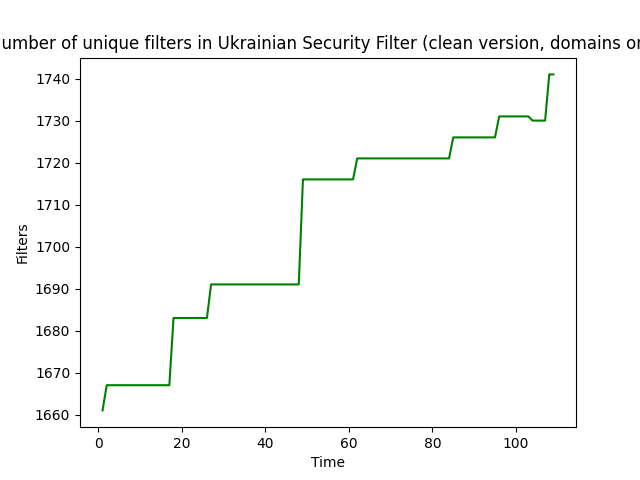 umber of unique filters in Ukrainian Security Filter (clean version, domains or
1740
1730
1720
1710
1700
1690
1680
1670
1660
Filters
0 20 40 60 80 100
Time